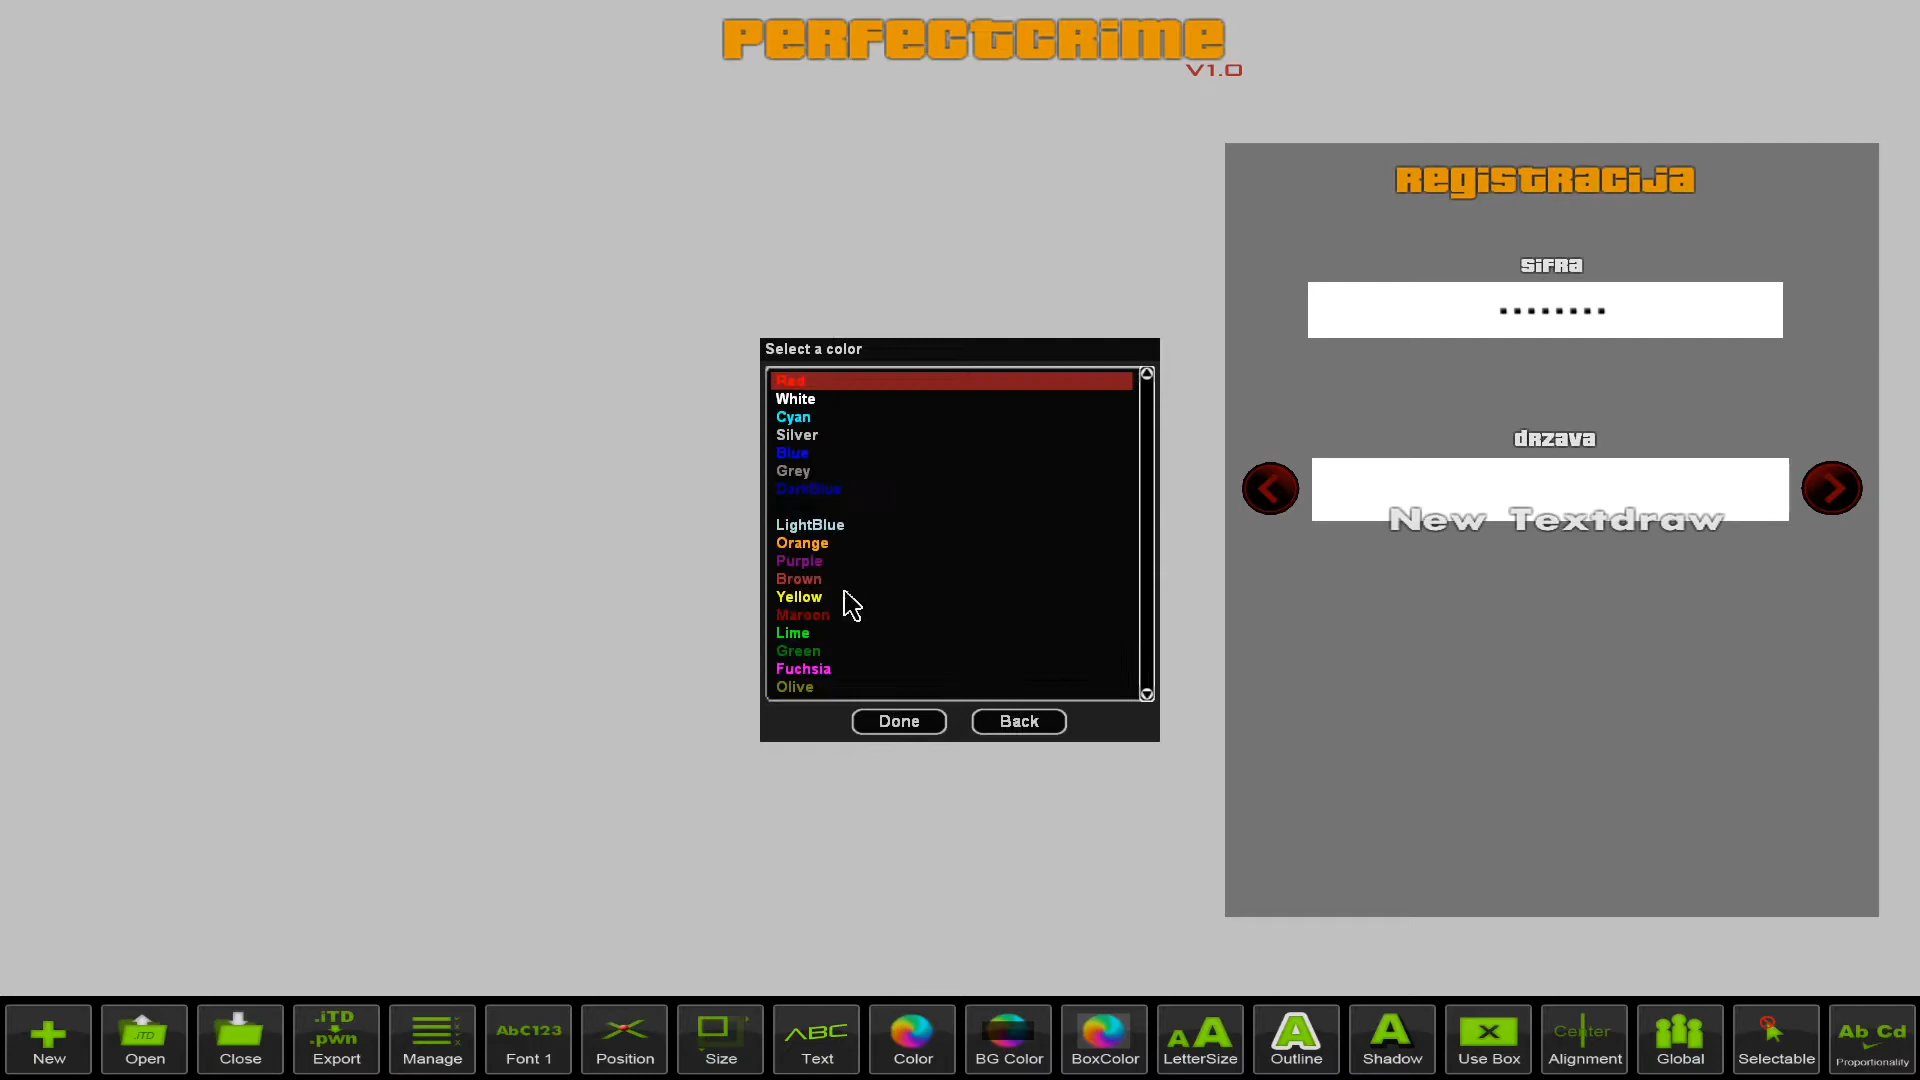 PERFECTCRIME
V1.0
Registracija
Sifra
........
Drzava
New Textdraw
Select a color
Red
White
Cyan
Silver
Blue
Grey
DarkBlue
LightBlue
Orange
Purple
Brown
Yellow
Maroon
Lime
Green
Fuchsia
Olive
Done
Back
New
.iTD
Open
Close
.iTD
.pwn
Export
Manage
AbC123
Font 1
Position
Size
ABC
Text
Color
BG Color
BoxColor
AA
LetterSize
A
Outline
A
Shadow
X
Use Box
Center
Alignment
Global
Selectable
Ab Cd
Proportionality